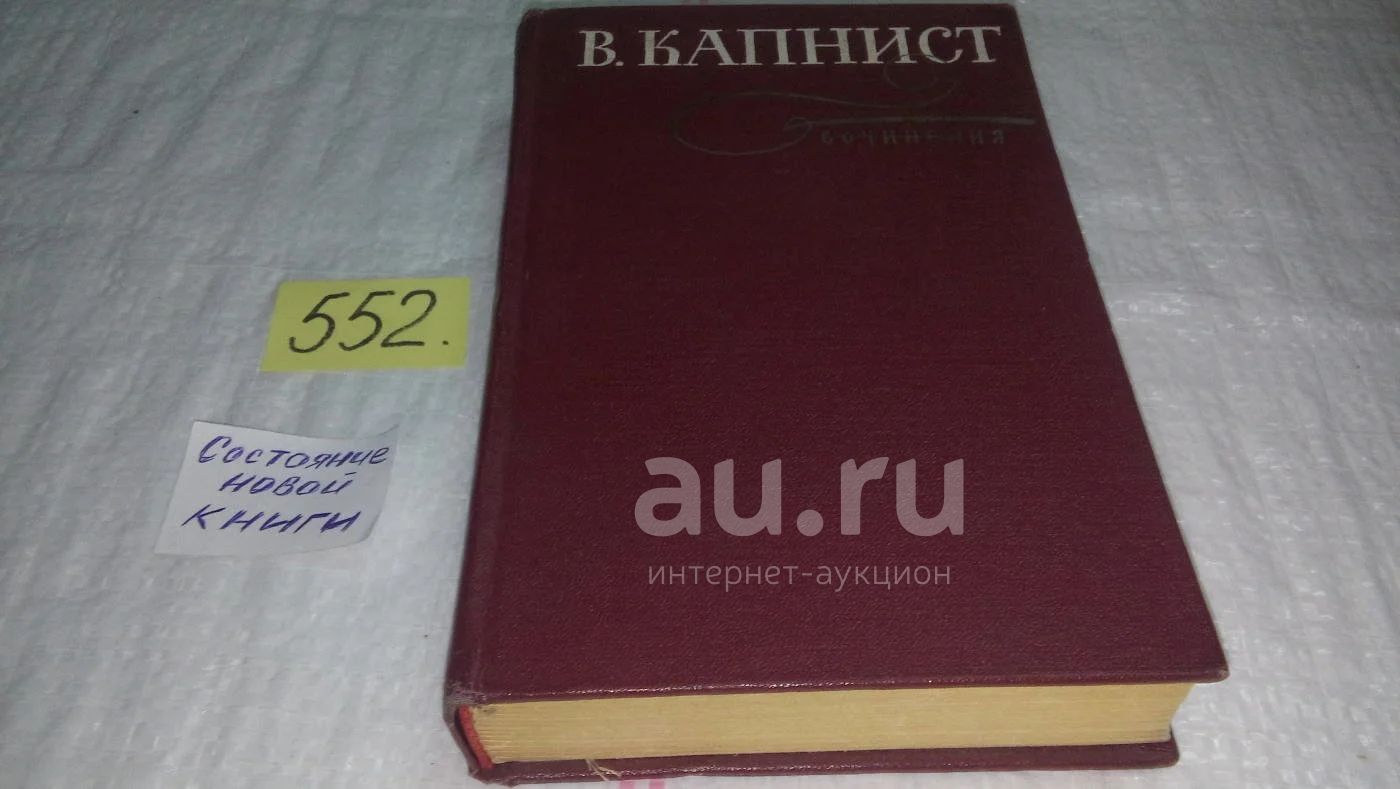 В. КАПНИСТ
СОЧИНЕНИЯ
552.
Состояние
новой
книги
au.ru
интернет-аукцион